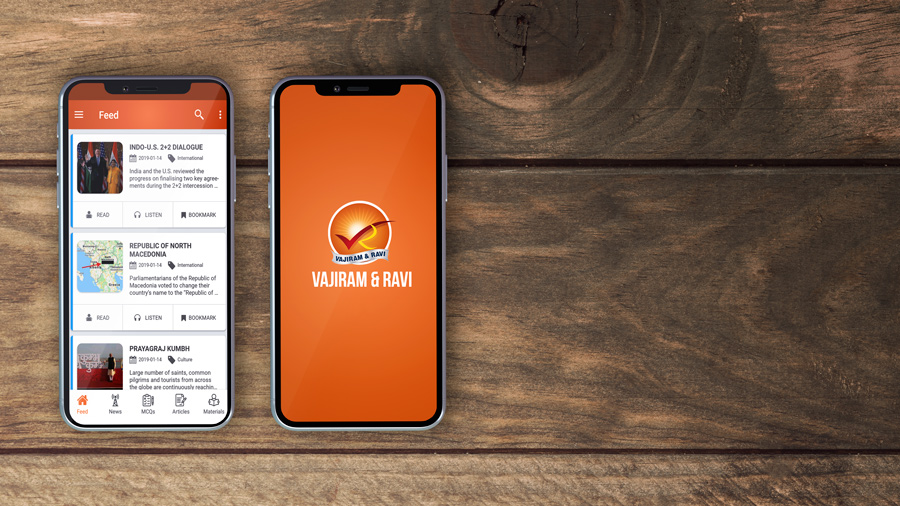 Feed
INDO-U.S. 2+2 DIALOGUE
2019-01-14 International
India and the U.S. reviewed the
progress on finalising two key agree-
ments during the 2+2 intercession ...
READ LISTEN BOOKMARK
REPUBLIC OF NORTH
MACEDONIA
2019-01-14 International
Parliamentarians of the Republic of
Macedonia voted to change their
country's name to the "Republic of ...
READ LISTEN BOOKMARK
PRAYAGRAJ KUMBH
2019-01-14 Culture
Large number of saints, common
pilgrims and tourists from across
the globe are continuously reachin...
Feed News MCQs Articles Materials
VAJIRAM & RAVI
VAJIRAM & RAVI